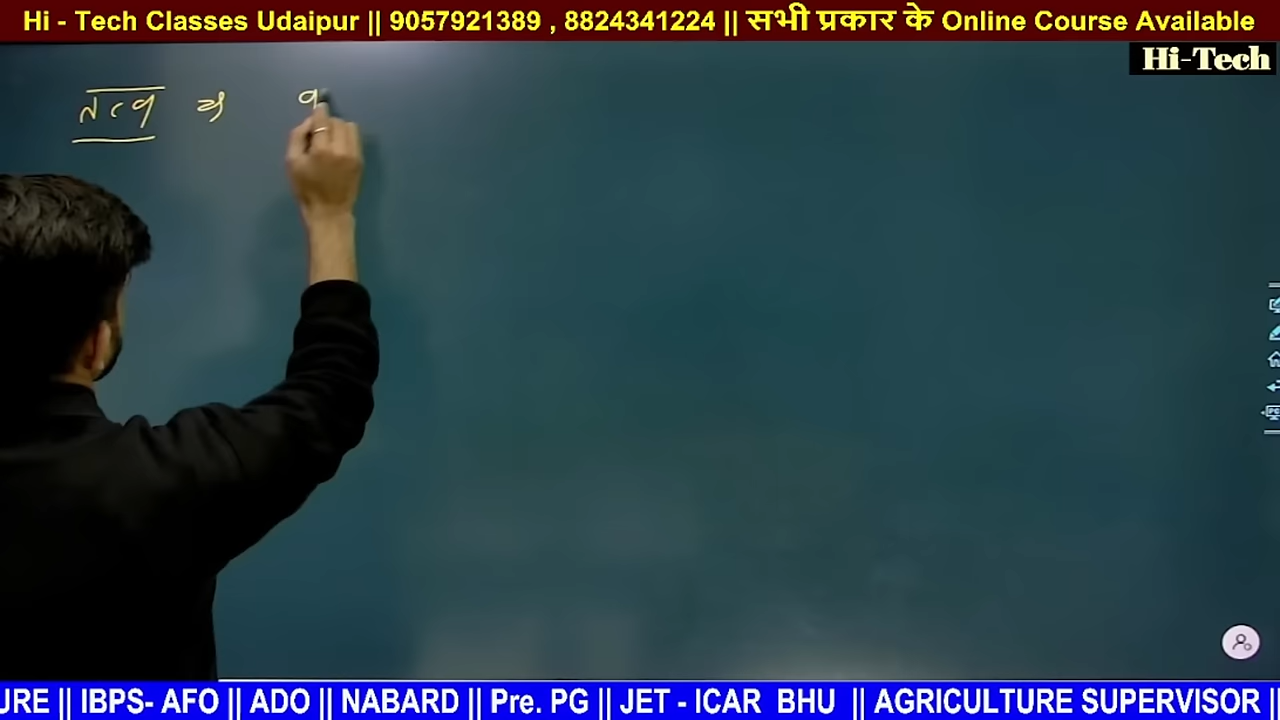 Hi - Tech Classes Udaipur || 9057921389 , 8824341224 || सभी प्रकार के Online Course Available
Hi-Tech
URE || IBPS- AFO || ADO || NABARD || Pre. PG || JET - ICAR BHU || AGRICULTURE SUPERVISOR ||